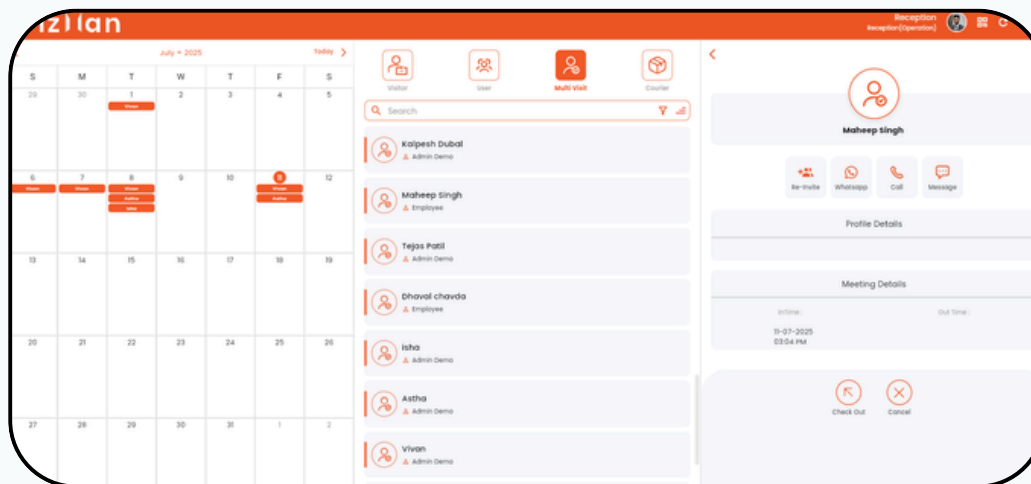 Reception
Reception(Operation)
July 2025
Today
S M T W T F S
29 30 1 2 3 4 5
Vivan
6 7 8 9 10 11 12
Vivan Vivan Vivan Vivan
Astha Astha
Isha
13 14 15 16 17 18 19
20 21 22 23 24 25 26
27 28 29 30 31 1 2
Visitor User Multi Visit Courier
Search
Kalpesh Dubal
Admin Demo
Maheep Singh
Employee
Tejas Patil
Admin Demo
Dhaval chavda
Employee
isha
Admin Demo
Astha
Admin Demo
Vivan
Admin Demo
Maheep Singh
Re-Invite Whatsapp Call Message
Profile Details
Meeting Details
InTime : Out Time :
11-07-2025
03:04 PM
Check Out Cancel